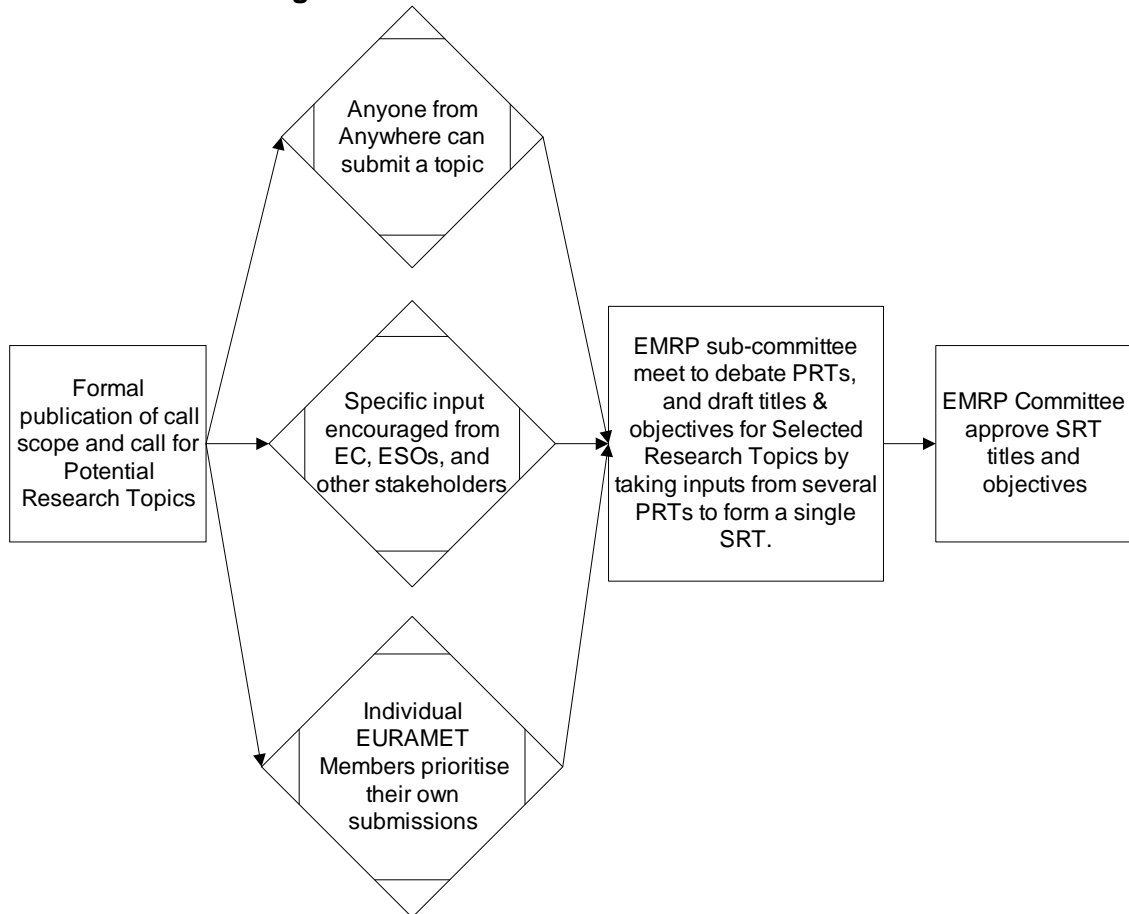 Anyone from
Anywhere can
submit a topic
Formal
publication of call
scope and call for
Potential
Research Topics
Specific input
encouraged from
EC, ESOs, and
other stakeholders
EMRP sub-committee
meet to debate PRTs,
and draft titles &
objectives for Selected
Research Topics by
taking inputs from several
PRTs to form a single
SRT.
EMRP Committee
approve SRT
titles and
objectives
Individual
EURAMET
Members prioritise
their own
submissions